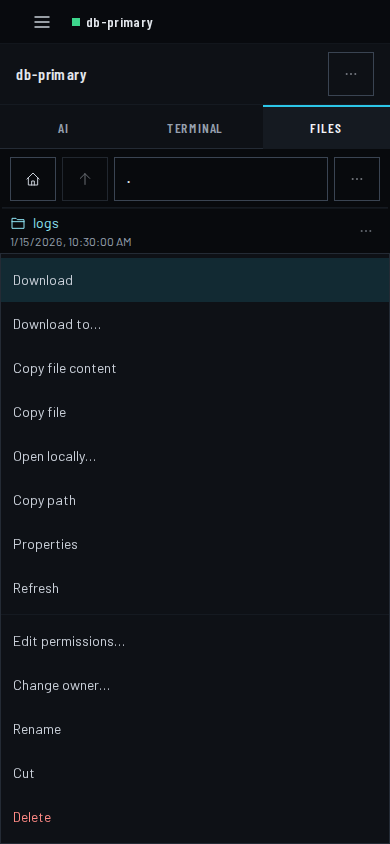 db-primary
db-primary
...
AI TERMINAL FILES
. ...
logs
1/15/2026, 10:30:00 AM
...
Download
Download to...
Copy file content
Copy file
Open locally...
Copy path
Properties
Refresh
Edit permissions...
Change owner...
Rename
Cut
Delete